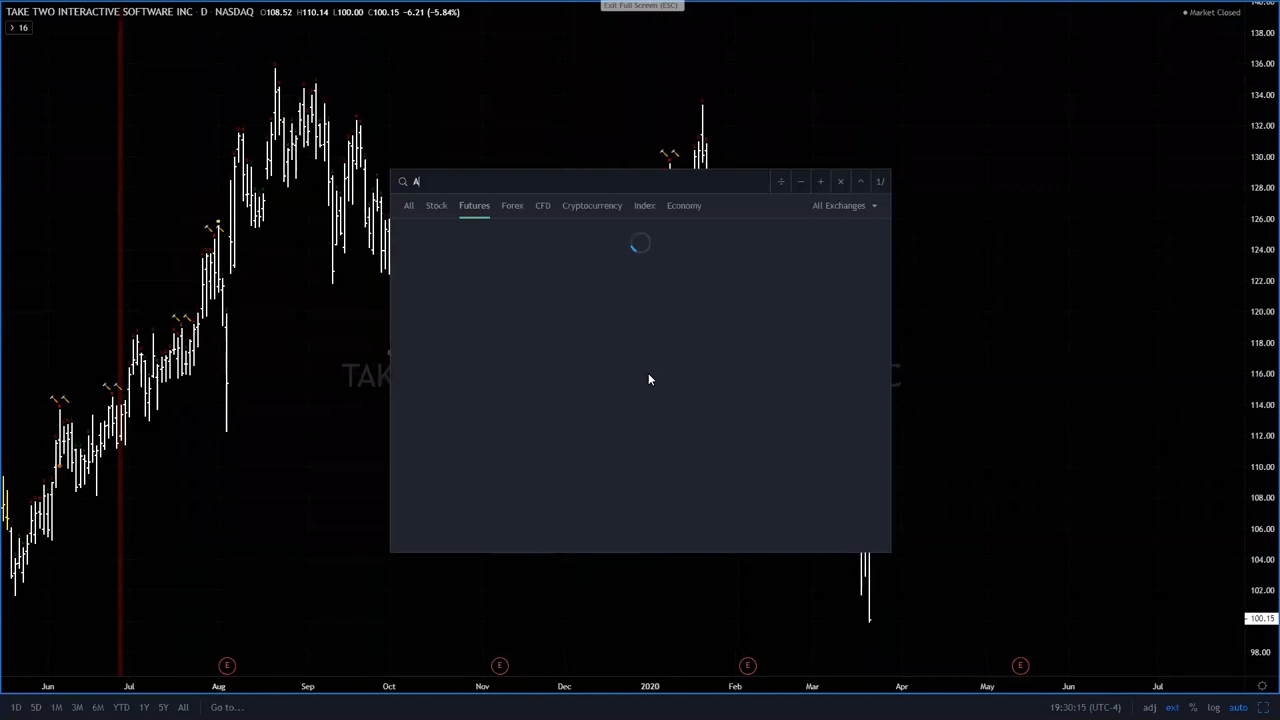 Exit Full Screen (ESC)
TAKE TWO INTERACTIVE SOFTWARE INC · D · NASDAQ O108.52 H110.14 L100.00 C100.15 -6.21 (-5.84%)
Market Closed
16
140.00
138.00
136.00
134.00
132.00
130.00
128.00
126.00
124.00
122.00
120.00
118.00
116.00
114.00
112.00
110.00
108.00
106.00
104.00
102.00
100.15
98.00
A
÷ − + × ^ 1/
All Stock Futures Forex CFD Cryptocurrency Index Economy All Exchanges
TAK C
E E E E
Jun Jul Aug Sep Oct Nov Dec 2020 Feb Mar Apr May Jun Jul
1D 5D 1M 3M 6M YTD 1Y 5Y All Go to... 19:30:15 (UTC-4) adj ext % log auto